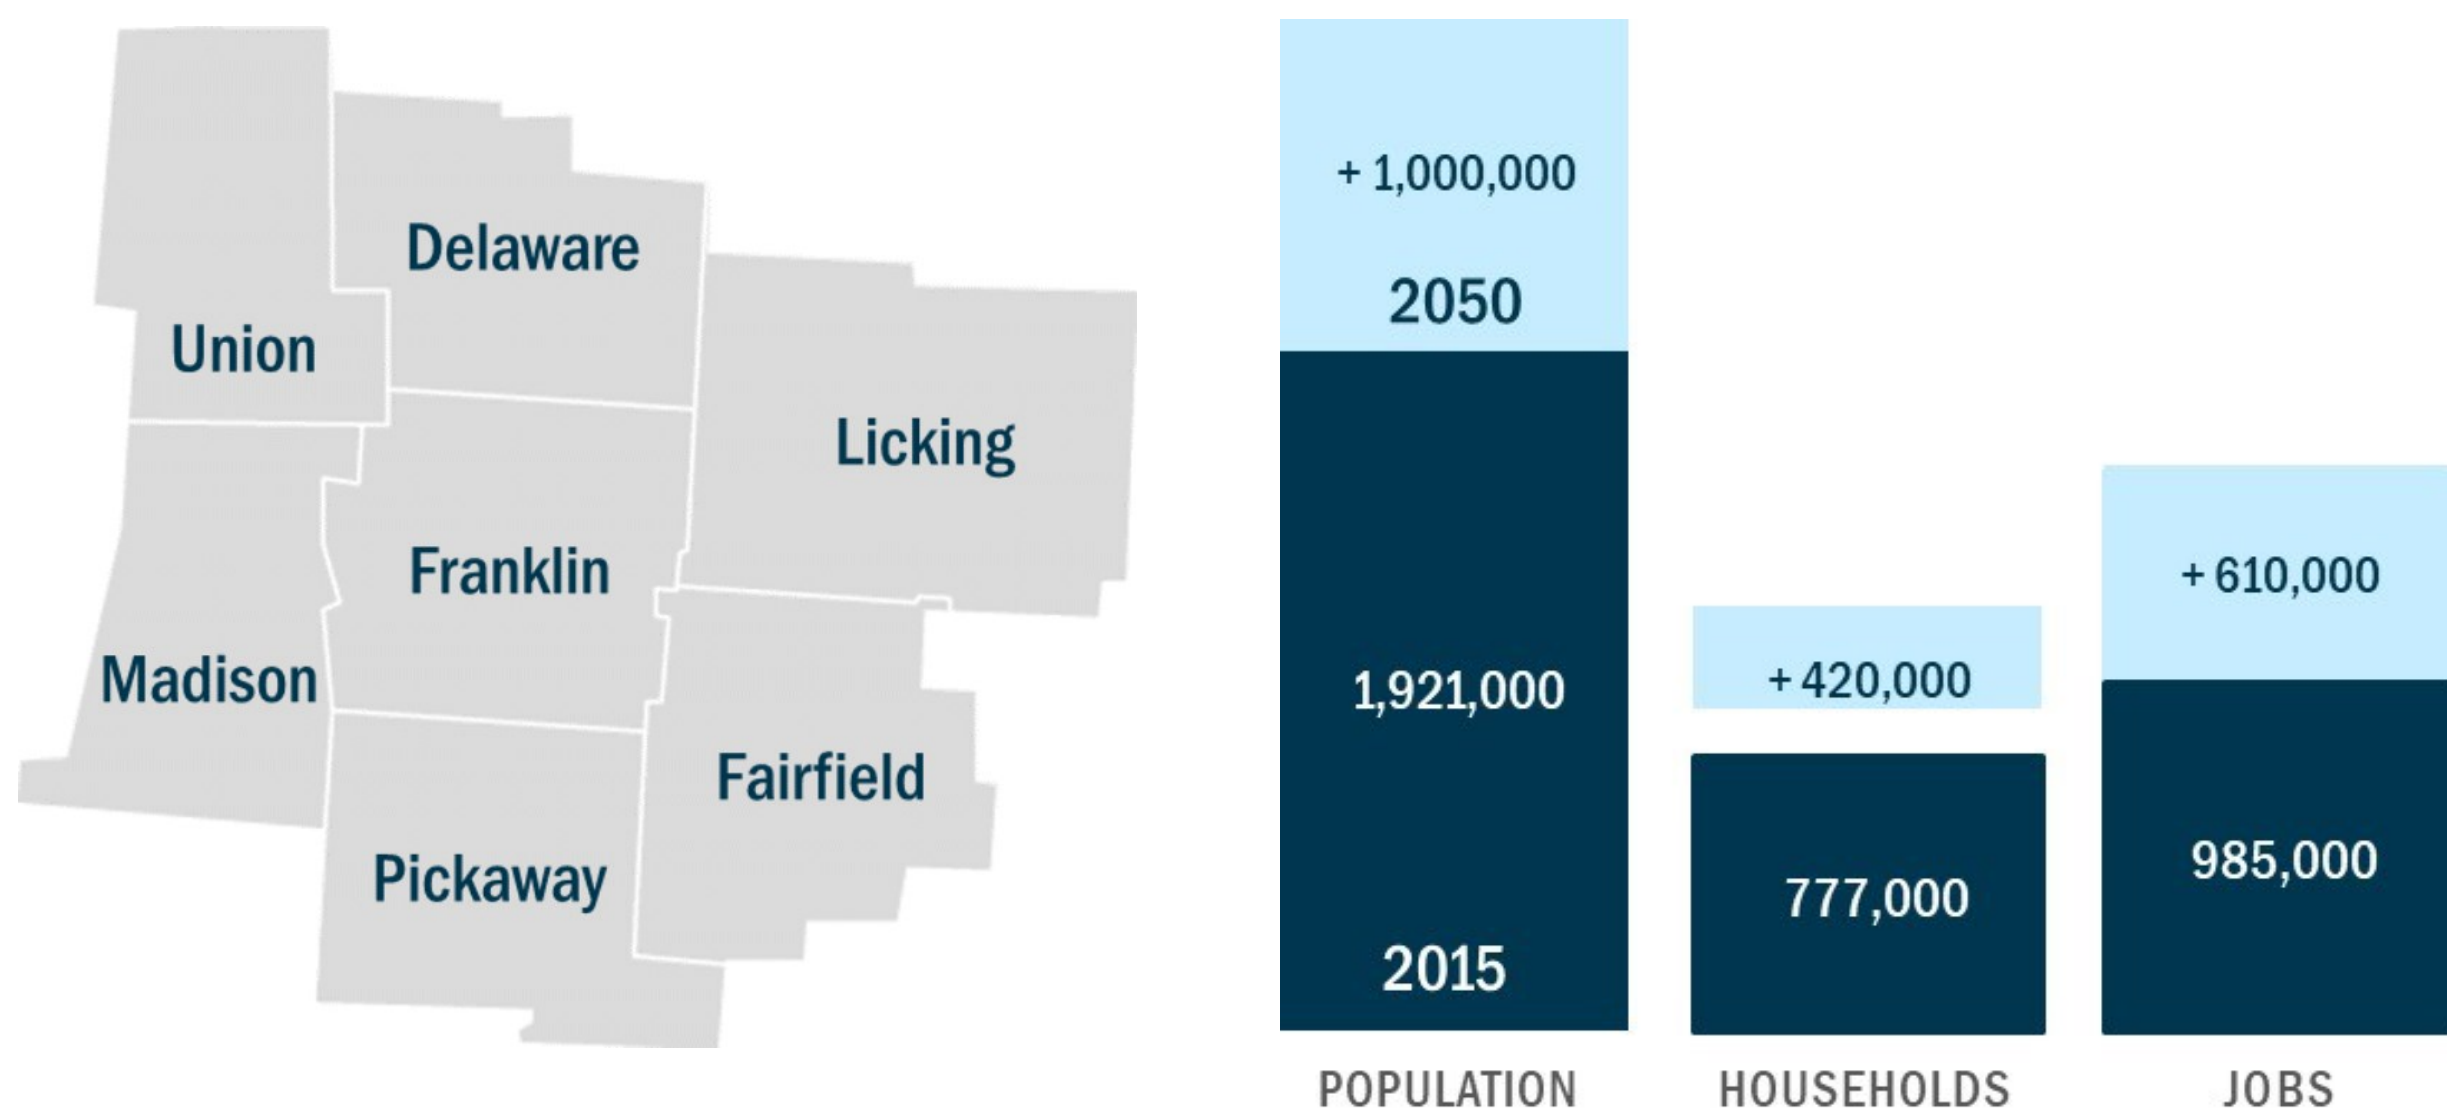 Delaware
Union
Licking
Franklin
Madison
Fairfield
Pickaway
+ 1,000,000
2050
1,921,000
2015
POPULATION
+ 420,000
777,000
HOUSEHOLDS
+ 610,000
985,000
JOBS